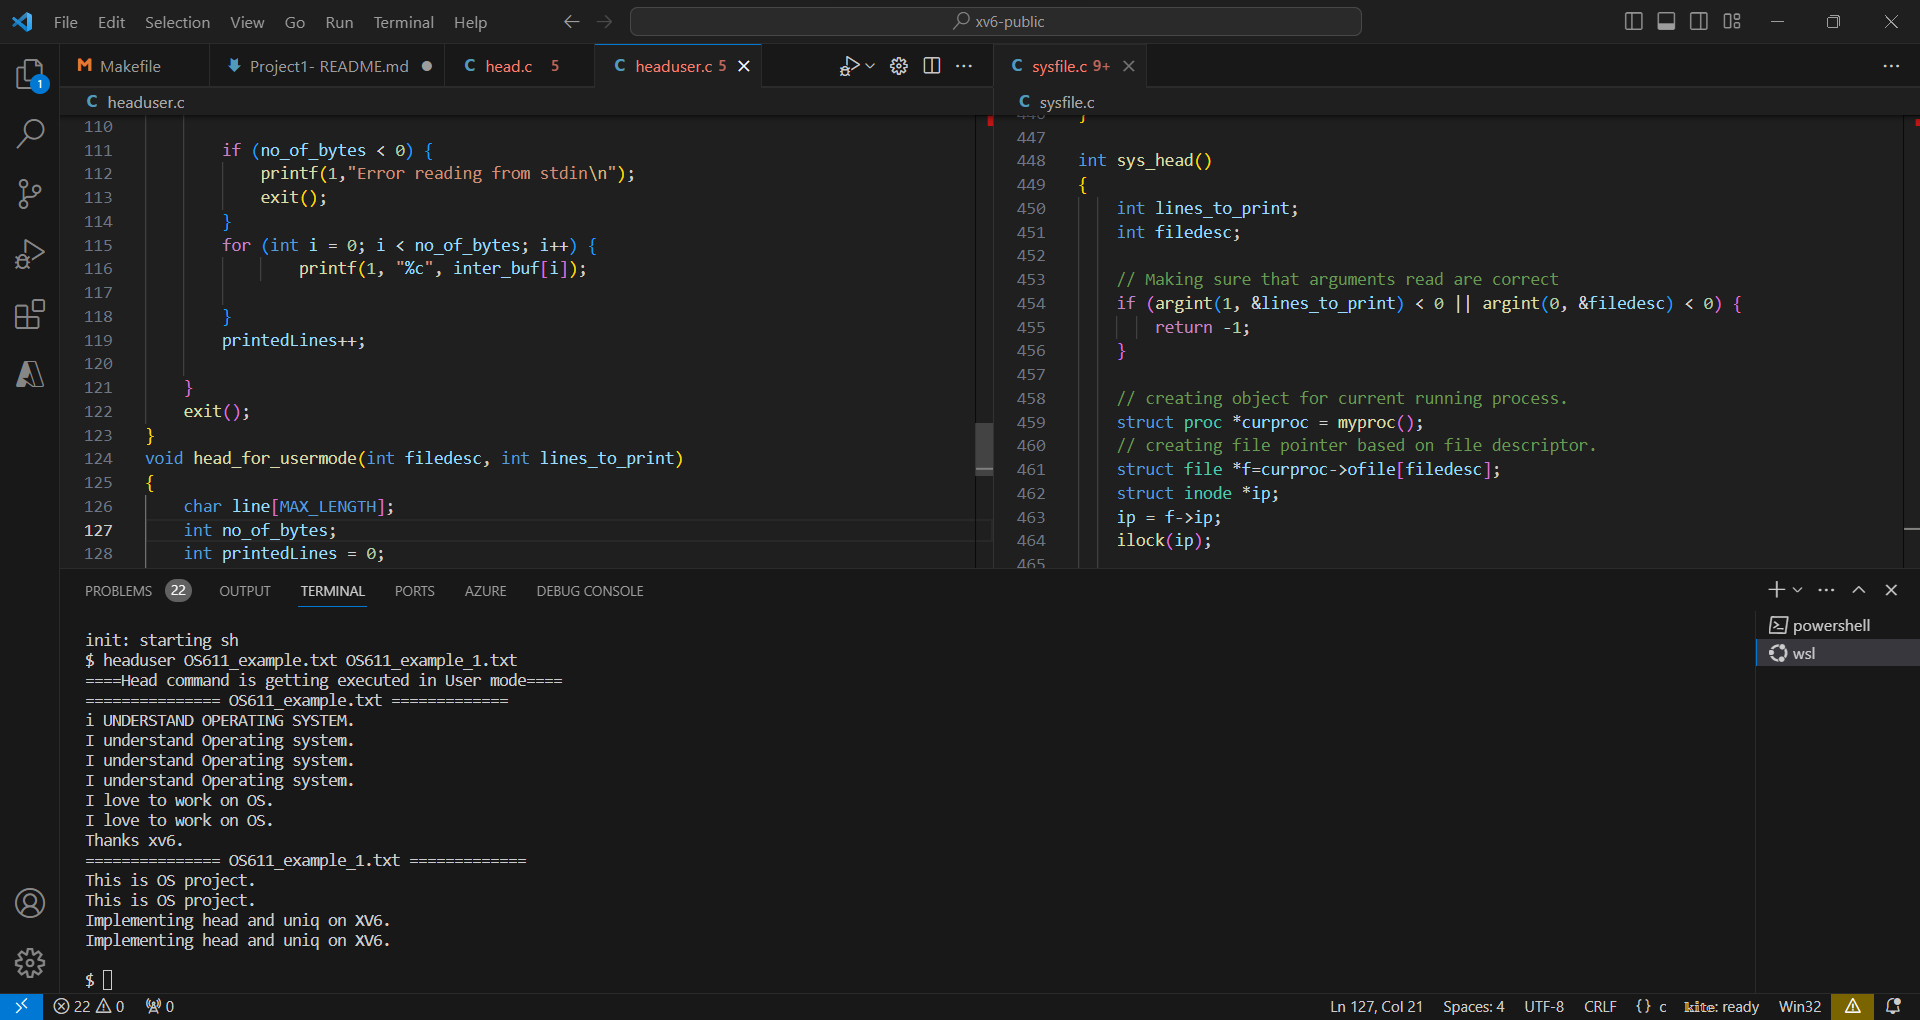 File Edit Selection View Go Run Terminal Help
xv6-public
Makefile
Project1- README.md
C head.c 5
C headuser.c 5
C sysfile.c 9+
1
C headuser.c
110
111 if (no_of_bytes < 0) {
112 printf(1,"Error reading from stdin\n");
113 exit();
114 }
115 for (int i = 0; i < no_of_bytes; i++) {
116 printf(1, "%c", inter_buf[i]);
117
118 }
119 printedLines++;
120
121 }
122 exit();
123 }
124 void head_for_usermode(int filedesc, int lines_to_print)
125 {
126 char line[MAX_LENGTH];
127 int no_of_bytes;
128 int printedLines = 0;
C sysfile.c
446 }
447
448 int sys_head()
449 {
450 int lines_to_print;
451 int filedesc;
452
453 // Making sure that arguments read are correct
454 if (argint(1, &lines_to_print) < 0 || argint(0, &filedesc) < 0) {
455 return -1;
456 }
457
458 // creating object for current running process.
459 struct proc *curproc = myproc();
460 // creating file pointer based on file descriptor.
461 struct file *f=curproc->ofile[filedesc];
462 struct inode *ip;
463 ip = f->ip;
464 ilock(ip);
465
PROBLEMS 22 OUTPUT TERMINAL PORTS AZURE DEBUG CONSOLE
init: starting sh
$ headuser OS611_example.txt OS611_example_1.txt
====Head command is getting executed in User mode====
=============== OS611_example.txt =============
i UNDERSTAND OPERATING SYSTEM.
I understand Operating system.
I understand Operating system.
I understand Operating system.
I love to work on OS.
I love to work on OS.
Thanks xv6.
=============== OS611_example_1.txt =============
This is OS project.
This is OS project.
Implementing head and uniq on XV6.
Implementing head and uniq on XV6.
$
powershell
wsl
22 0 0
Ln 127, Col 21 Spaces: 4 UTF-8 CRLF {} C kite: ready Win32